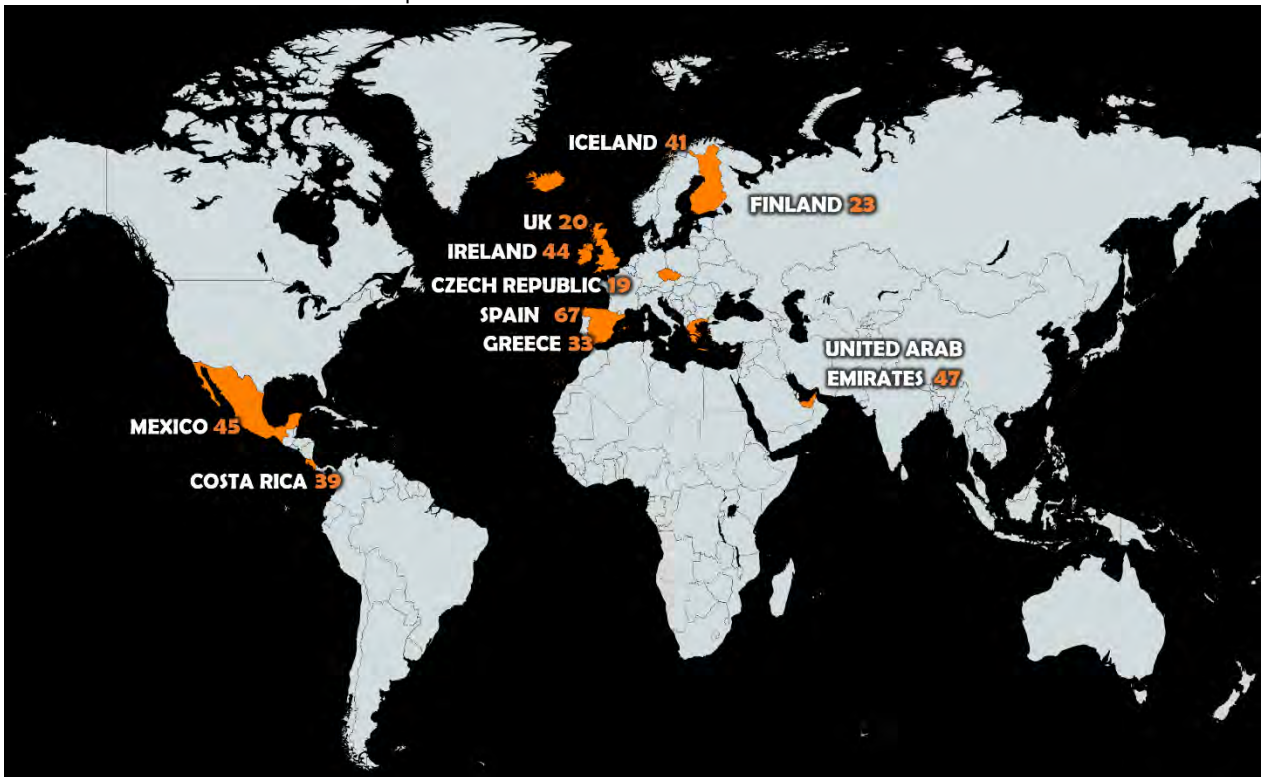 ICELAND 41
FINLAND 23
UK 20
IRELAND 44
CZECH REPUBLIC 19
SPAIN 67
GREECE 33
UNITED ARAB
EMIRATES 47
MEXICO 45
COSTA RICA 39